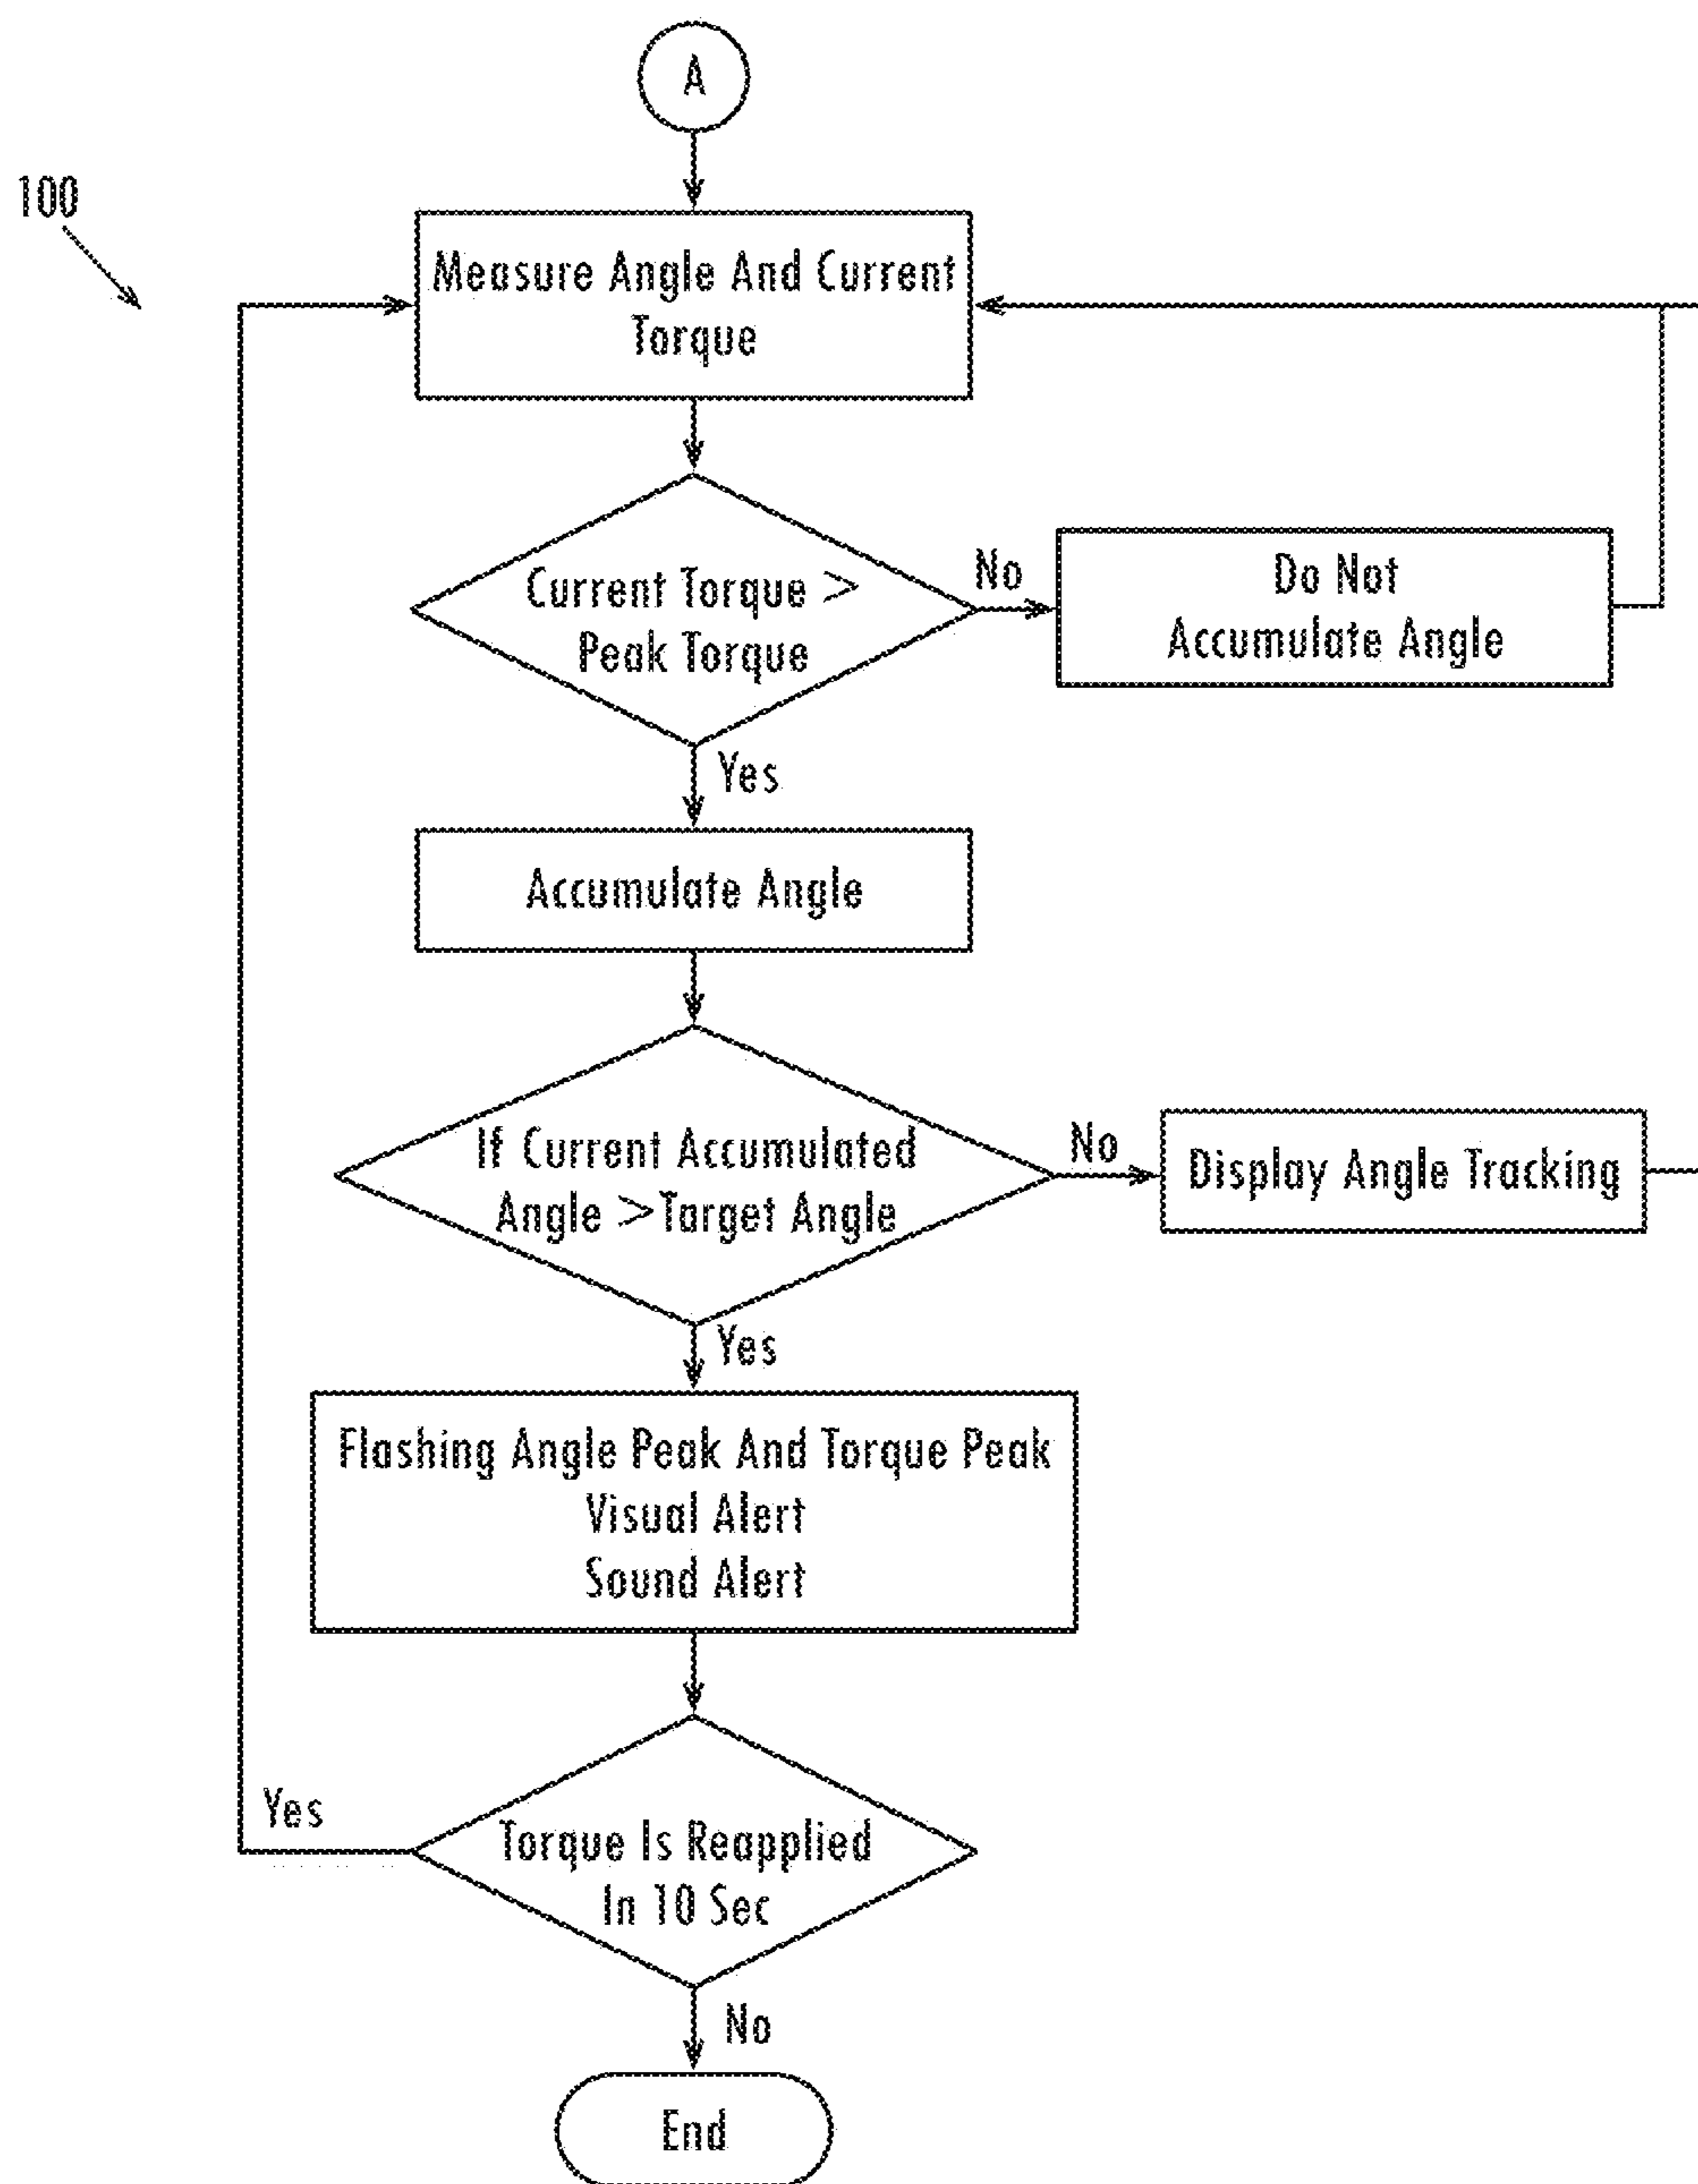 A
100
Measure Angle And Current
Torque
Current Torque >
Peak Torque
No
Do Not
Accumulate Angle
Yes
Accumulate Angle
If Current Accumulated
Angle >Target Angle
No
Display Angle Tracking
Yes
Flashing Angle Peak And Torque Peak
Visual Alert
Sound Alert
Yes
Torque Is Reapplied
In 10 Sec
No
End